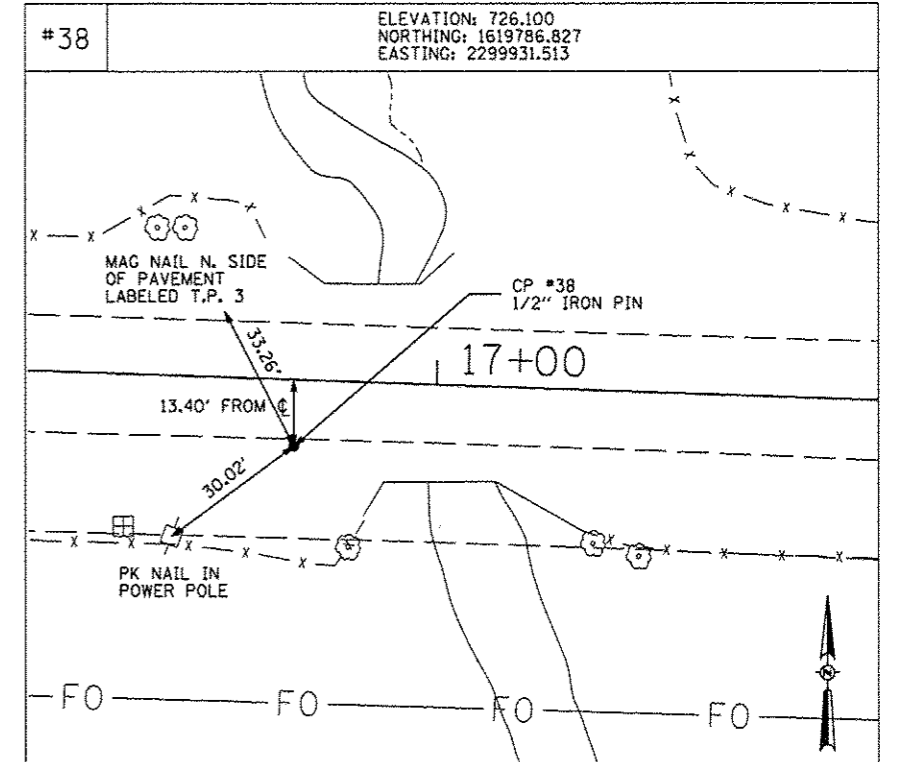 #38
ELEVATION: 726.100
NORTHING: 1619786.827
EASTING: 2299931.513
MAG NAIL N. SIDE
OF PAVEMENT
LABELED T.P. 3
CP #38
1/2" IRON PIN
33.26'
17+00
13.40' FROM ℄
30.02'
PK NAIL IN
POWER POLE
FO
FO
FO
FO
N